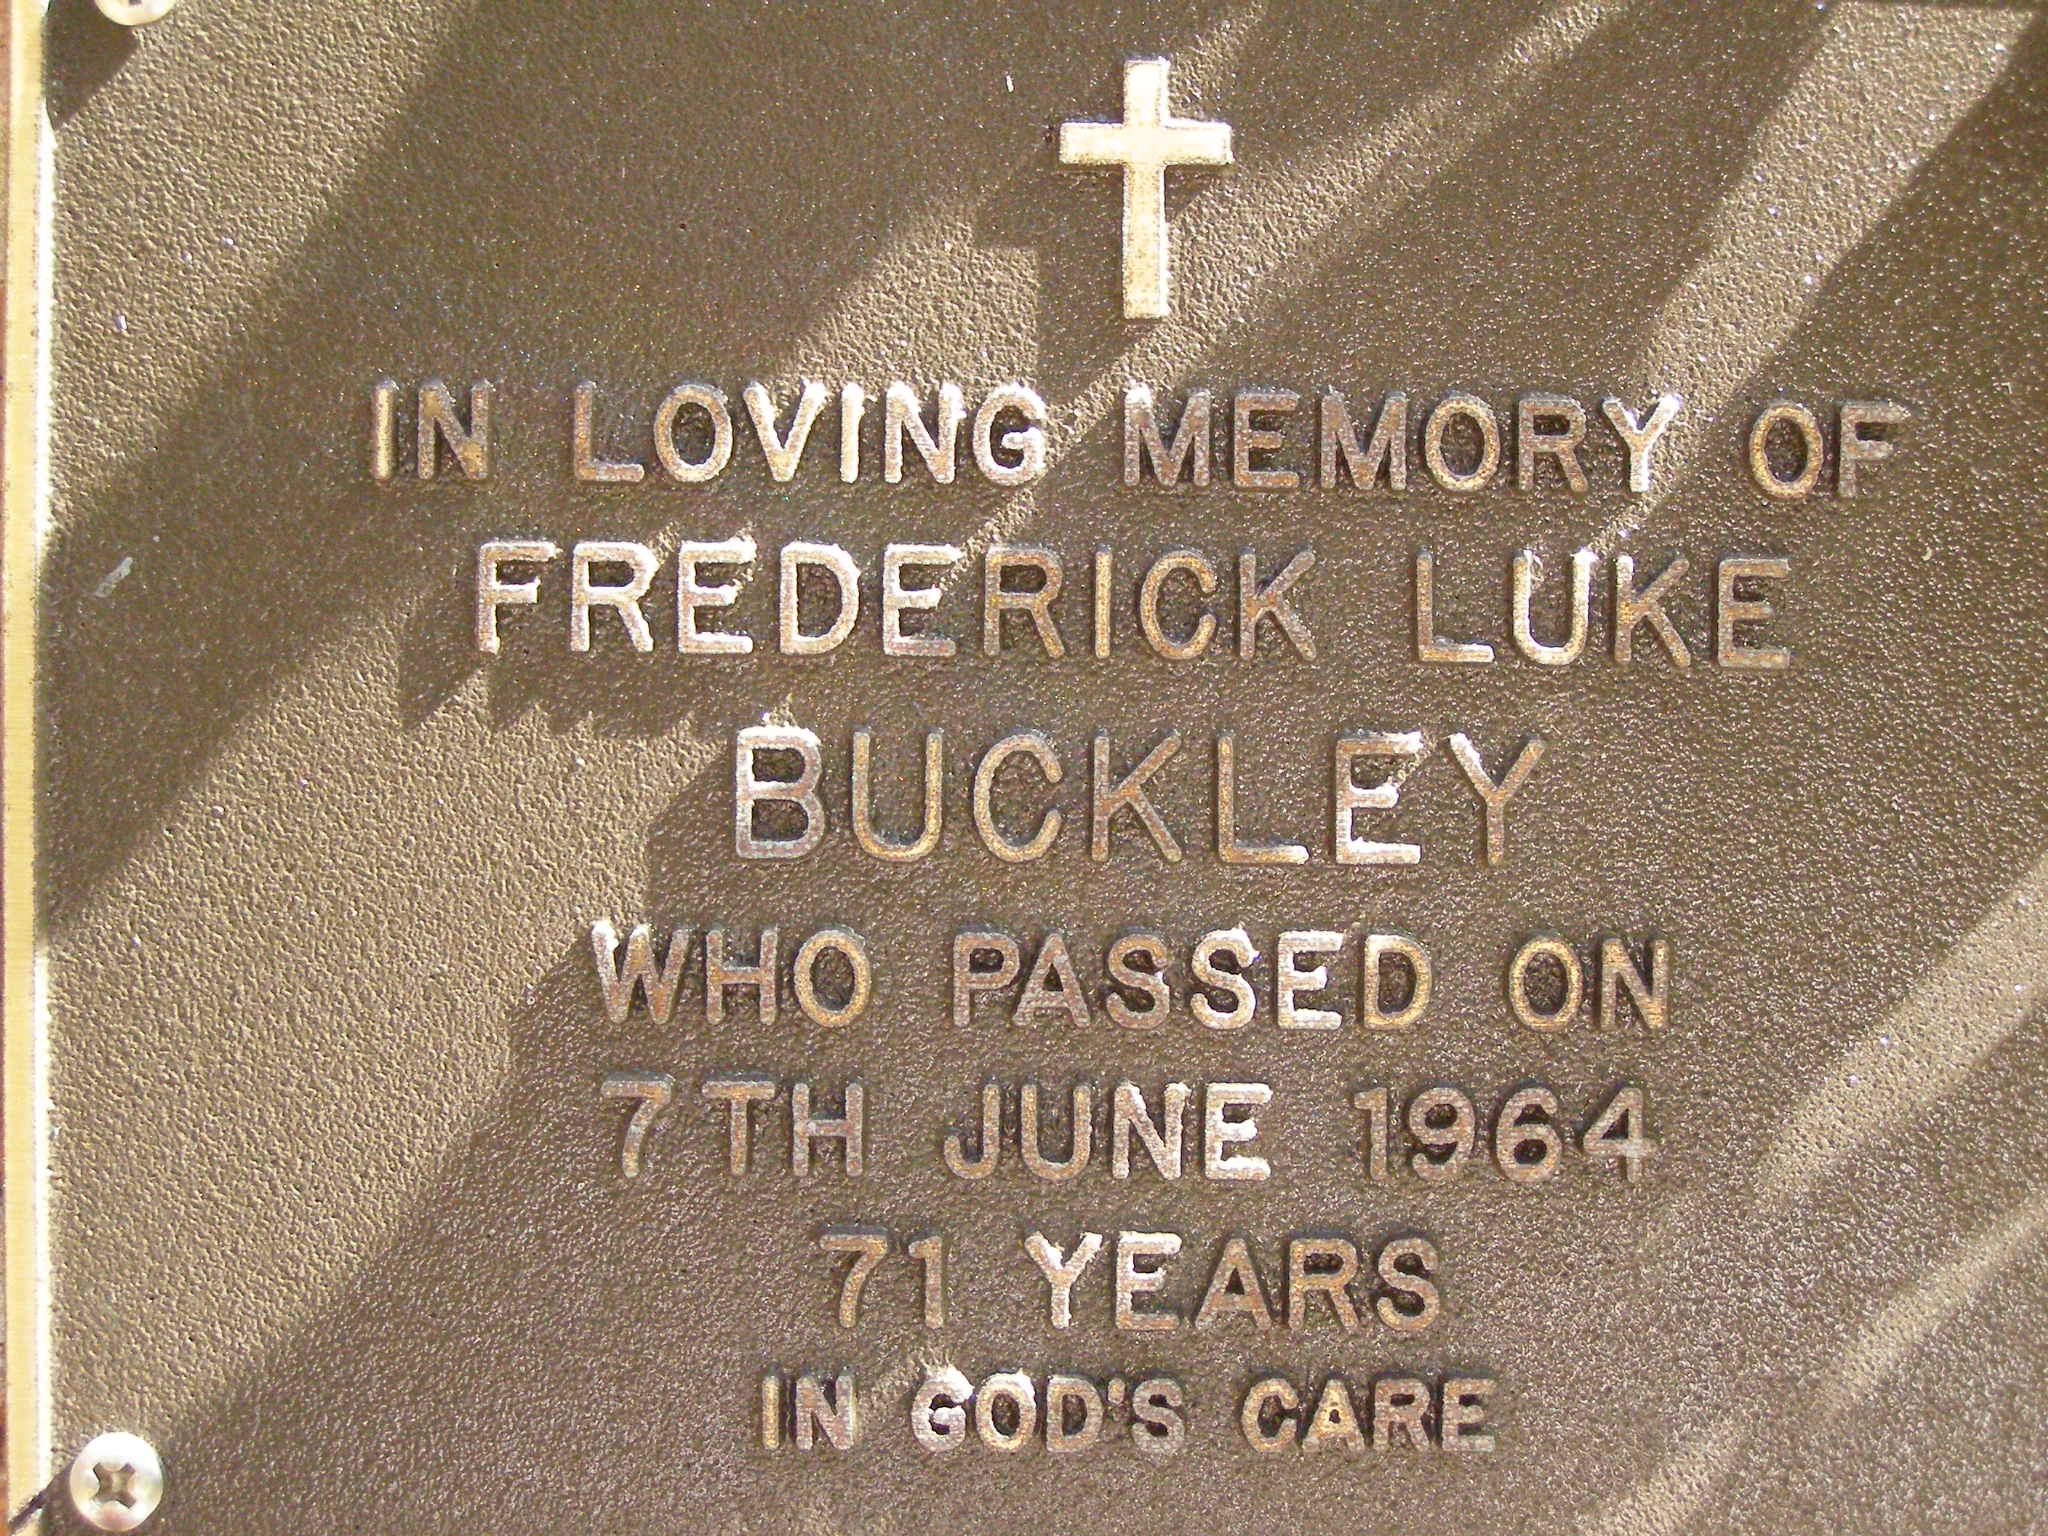 IN LOVING MEMORY OF
FREDERICK LUKE
BUCKLEY
WHO PASSED ON
7TH JUNE 1964
71 YEARS
IN GOD'S CARE